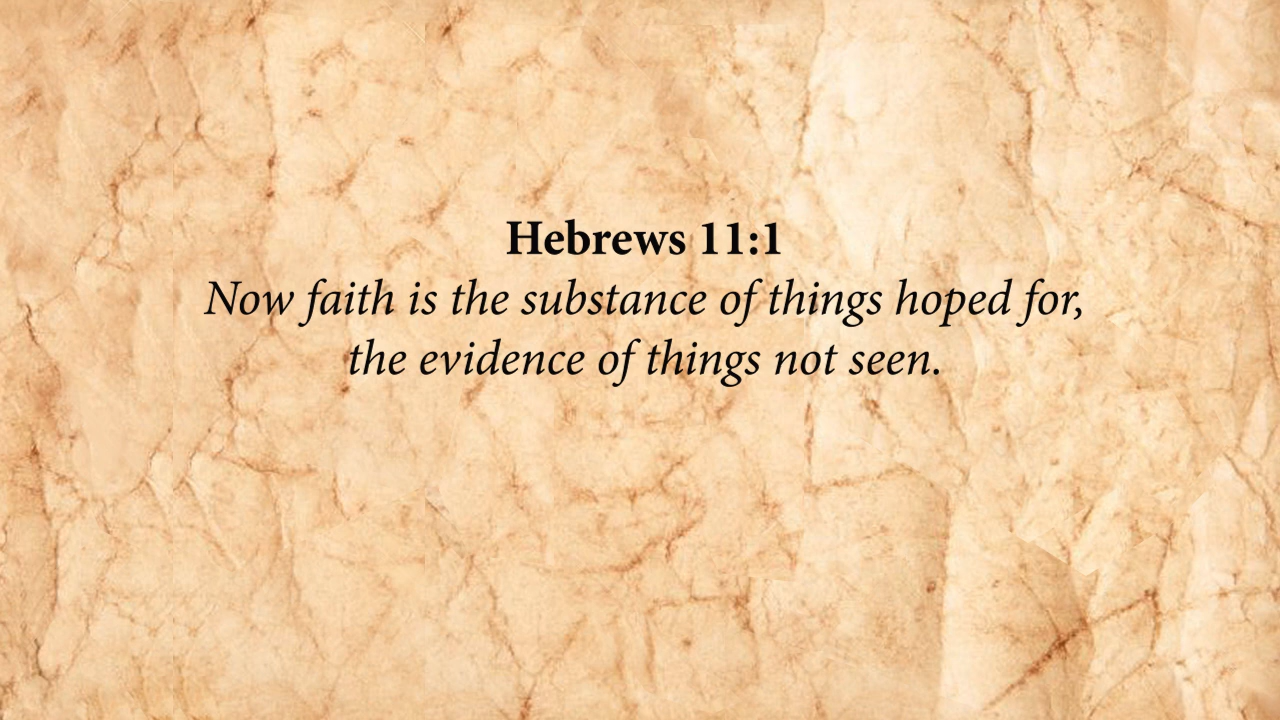 Hebrews 11:1
Now faith is the substance of things hoped for,
the evidence of things not seen.